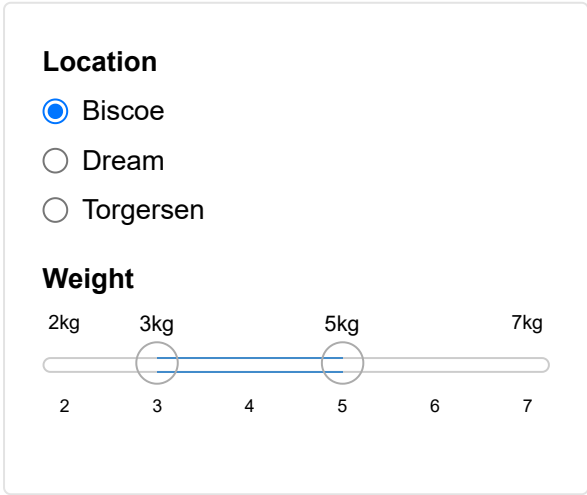 Location
Biscoe
Dream
Torgersen
Weight
2kg 3kg 5kg 7kg
2 3 4 5 6 7